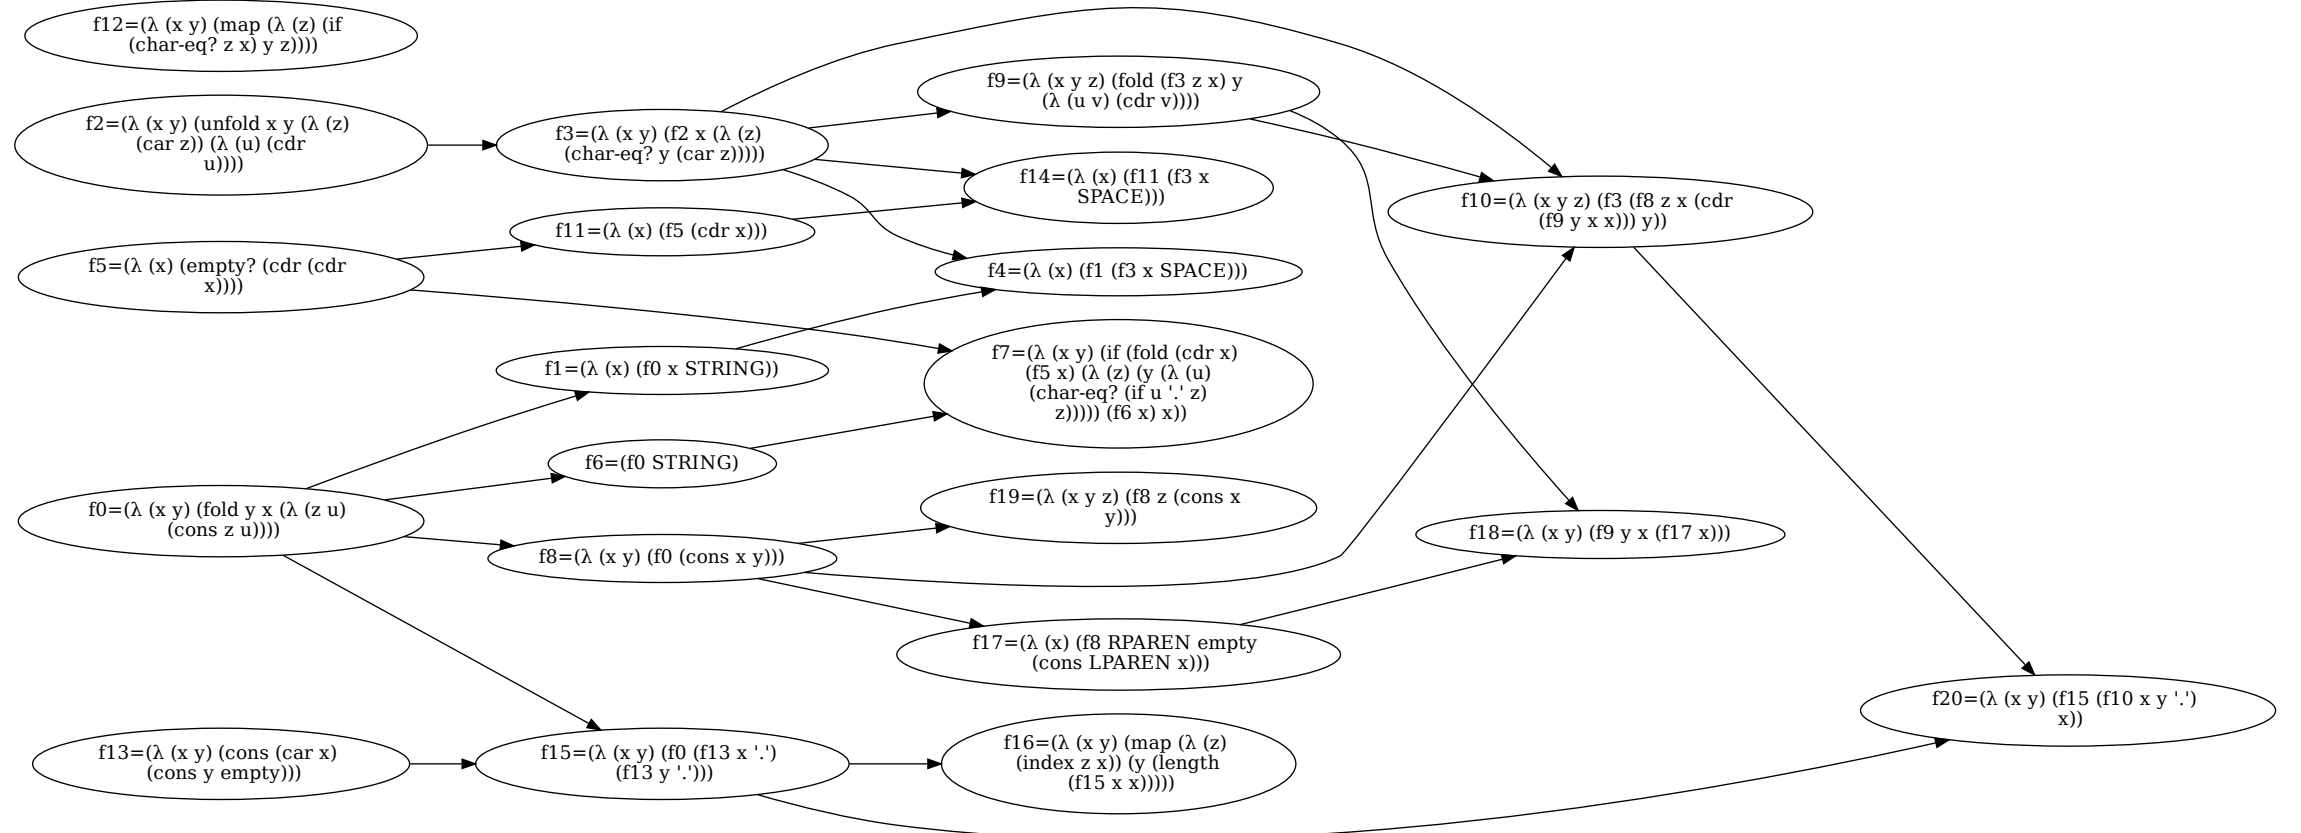 f12=(λ (x y) (map (λ (z) (if
(char-eq? z x) y z))))
f2=(λ (x y) (unfold x y (λ (z)
(car z)) (λ (u) (cdr
u))))
f5=(λ (x) (empty? (cdr (cdr
x))))
f0=(λ (x y) (fold y x (λ (z u)
(cons z u))))
f13=(λ (x y) (cons (car x)
(cons y empty)))
f3=(λ (x y) (f2 x (λ (z)
(char-eq? y (car z)))))
f11=(λ (x) (f5 (cdr x)))
f1=(λ (x) (f0 x STRING))
f6=(f0 STRING)
f8=(λ (x y) (f0 (cons x y)))
f15=(λ (x y) (f0 (f13 x '.')
(f13 y '.')))
f9=(λ (x y z) (fold (f3 z x) y
(λ (u v) (cdr v))))
f14=(λ (x) (f11 (f3 x
SPACE)))
f4=(λ (x) (f1 (f3 x SPACE)))
f7=(λ (x y) (if (fold (cdr x)
(f5 x) (λ (z) (y (λ (u)
(char-eq? (if u '.' z)
z))))) (f6 x) x))
f19=(λ (x y z) (f8 z (cons x
y)))
f17=(λ (x) (f8 RPAREN empty
(cons LPAREN x)))
f16=(λ (x y) (map (λ (z)
(index z x)) (y (length
(f15 x x)))))
f10=(λ (x y z) (f3 (f8 z x (cdr
(f9 y x x))) y))
f18=(λ (x y) (f9 y x (f17 x)))
f20=(λ (x y) (f15 (f10 x y '.')
x))